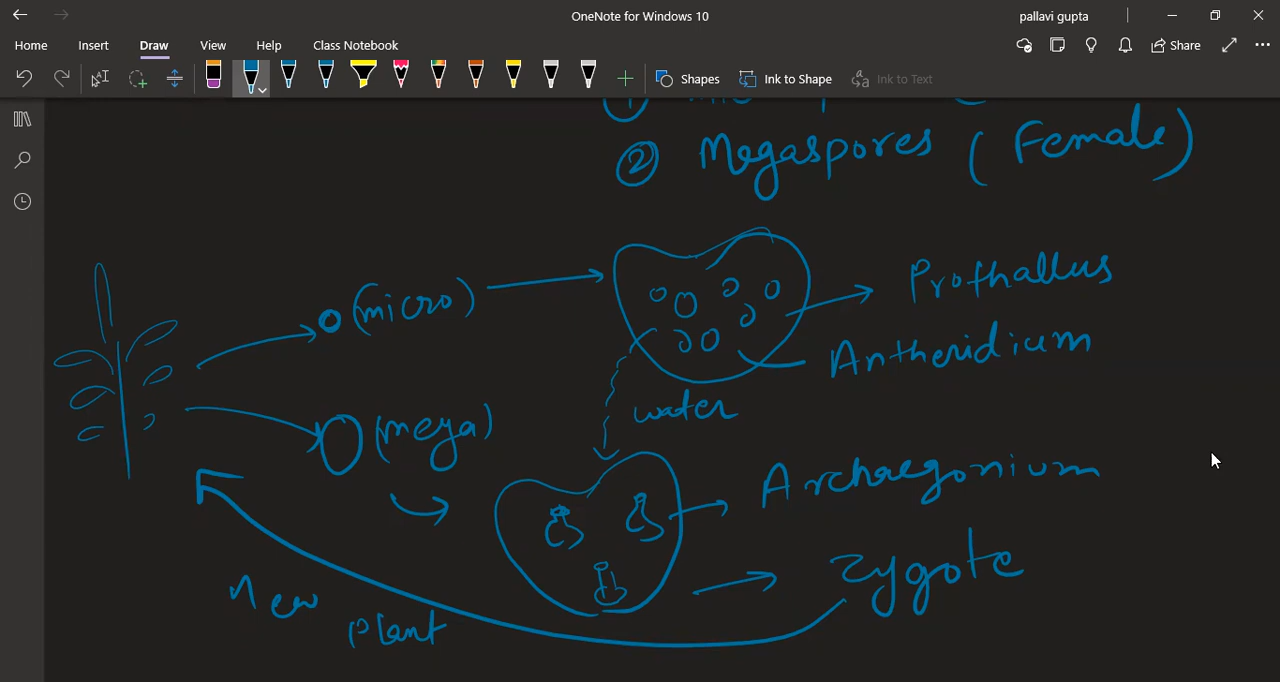 OneNote for Windows 10
pallavi gupta
Home Insert Draw View Help Class Notebook
Share
Shapes Ink to Shape Ink to Text
①
② Megaspores (Female)
(micro)
Prothallus
Antheridium
water
(mega)
Archaegonium
zygote
new
plant